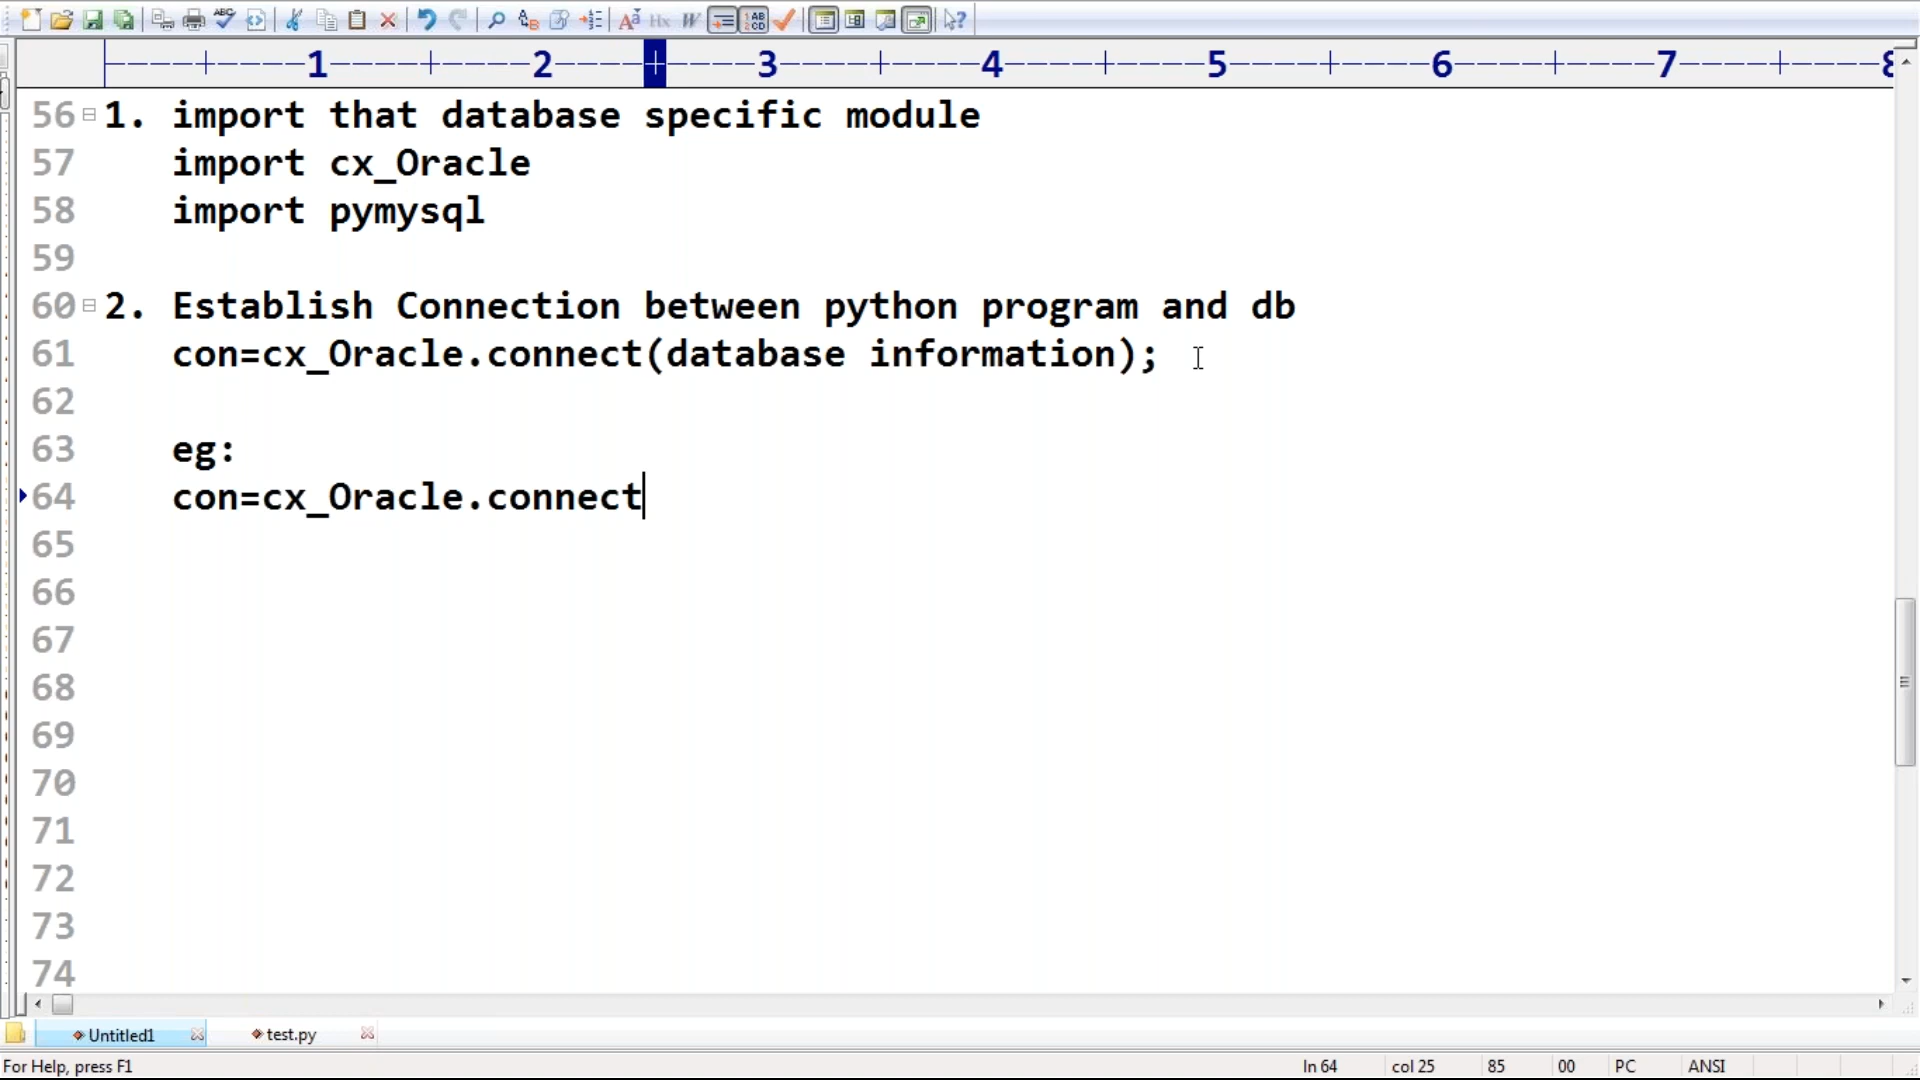 1 2 3 4 5 6 7 8
56 1. import that database specific module
57 import cx_Oracle
58 import pymysql
59
60 2. Establish Connection between python program and db
61 con=cx_Oracle.connect(database information);
62
63 eg:
64 con=cx_Oracle.connect
65
66
67
68
69
70
71
72
73
74
Untitled1 test.py
For Help, press F1 ln 64 col 25 85 00 PC ANSI